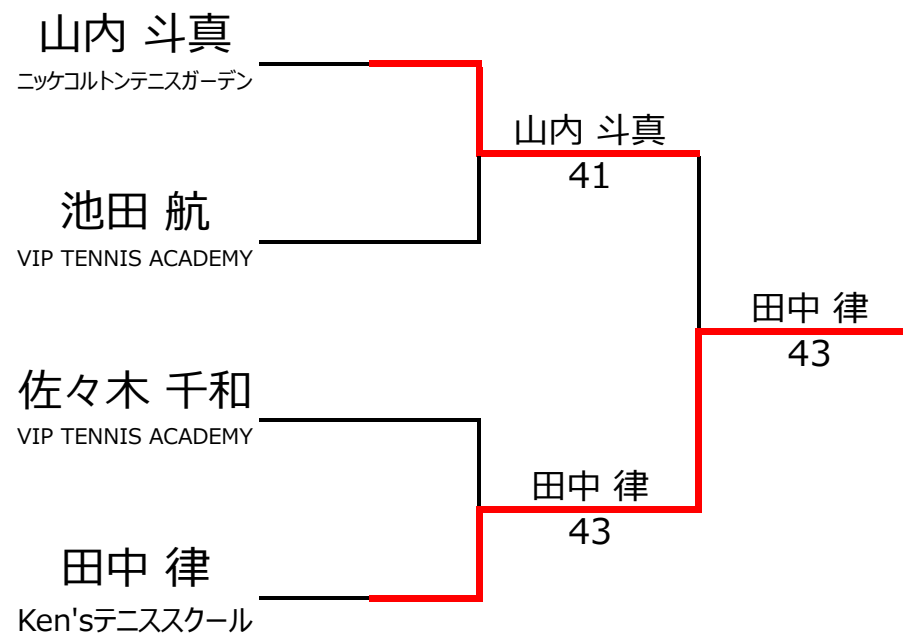 山内 斗真
ニッケコルトンテニスガーデン
山内 斗真
41
池田 航
VIP TENNIS ACADEMY
田中 律
43
佐々木 千和
VIP TENNIS ACADEMY
田中 律
43
田中 律
Ken'sテニススクール